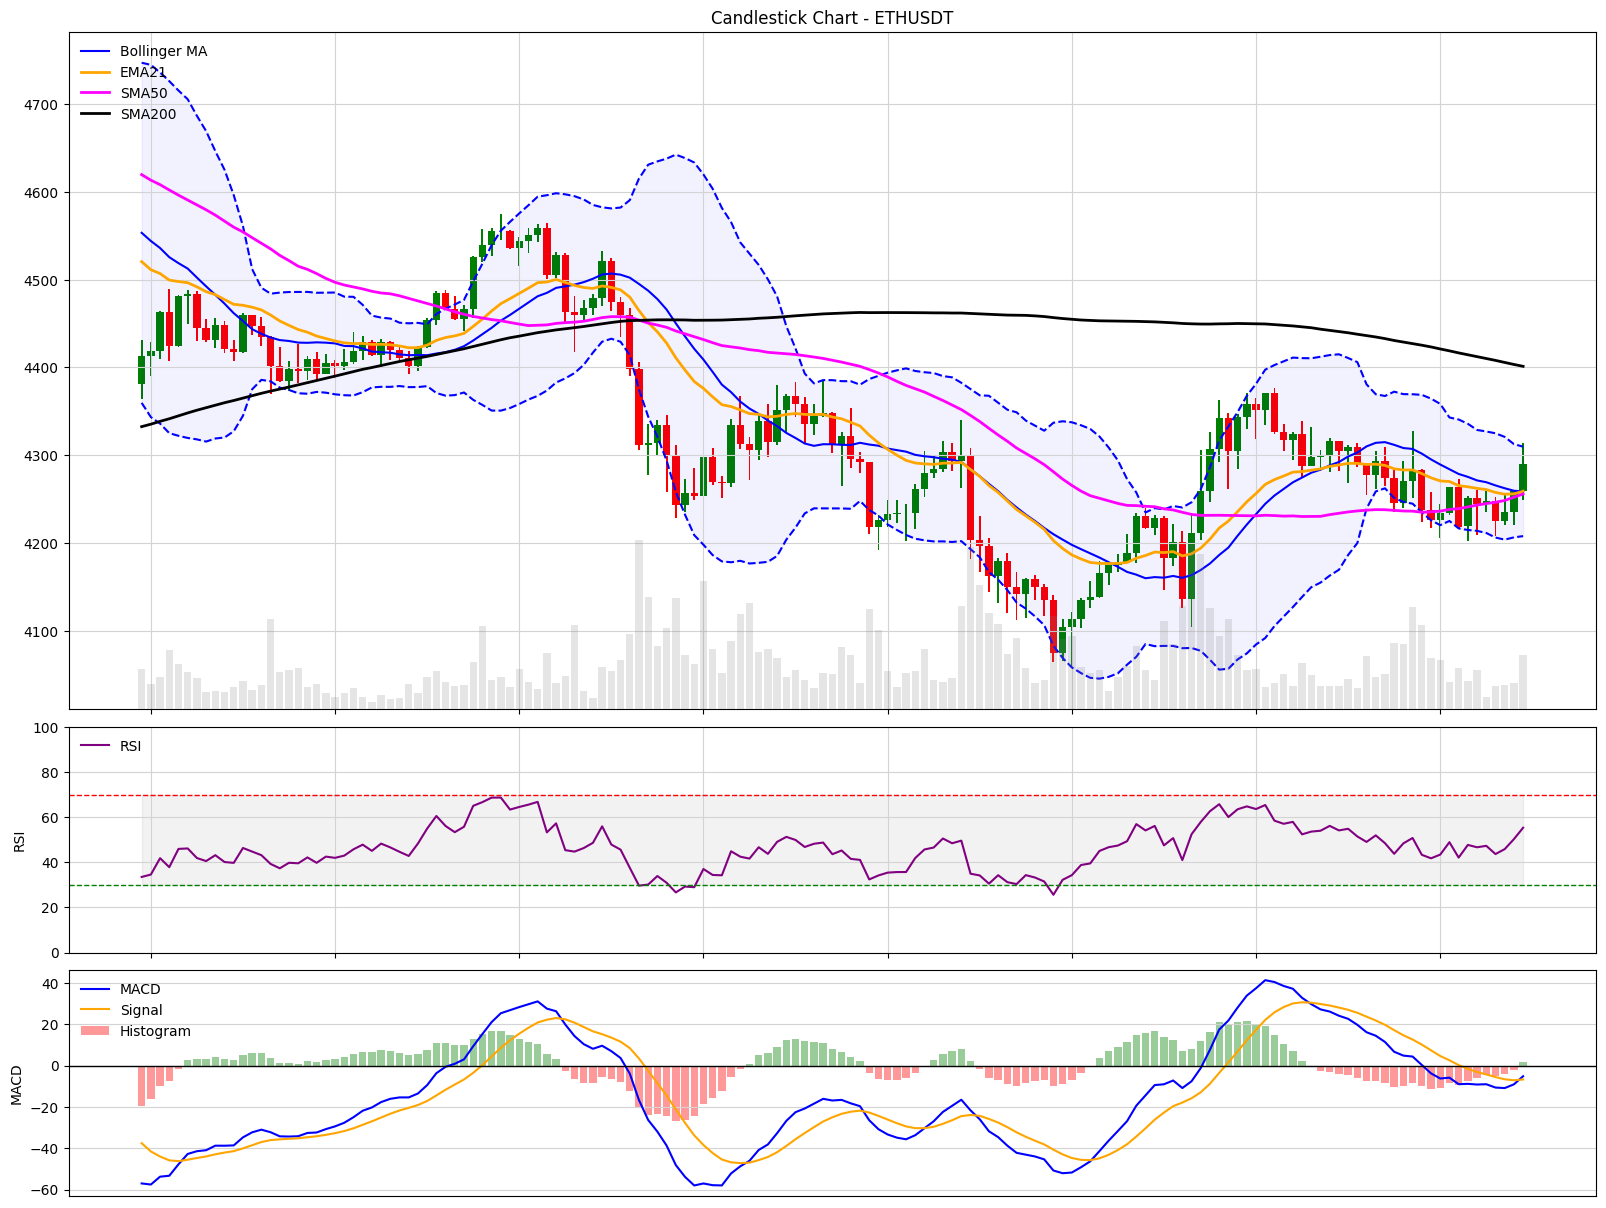 Candlestick Chart - ETHUSDT
Bollinger MA
EMA21
SMA50
SMA200
4700
4600
4500
4400
4300
4200
4100
RSI
100
80
60
40
20
0
RSI
MACD
Signal
Histogram
40
20
0
−20
−40
−60
MACD